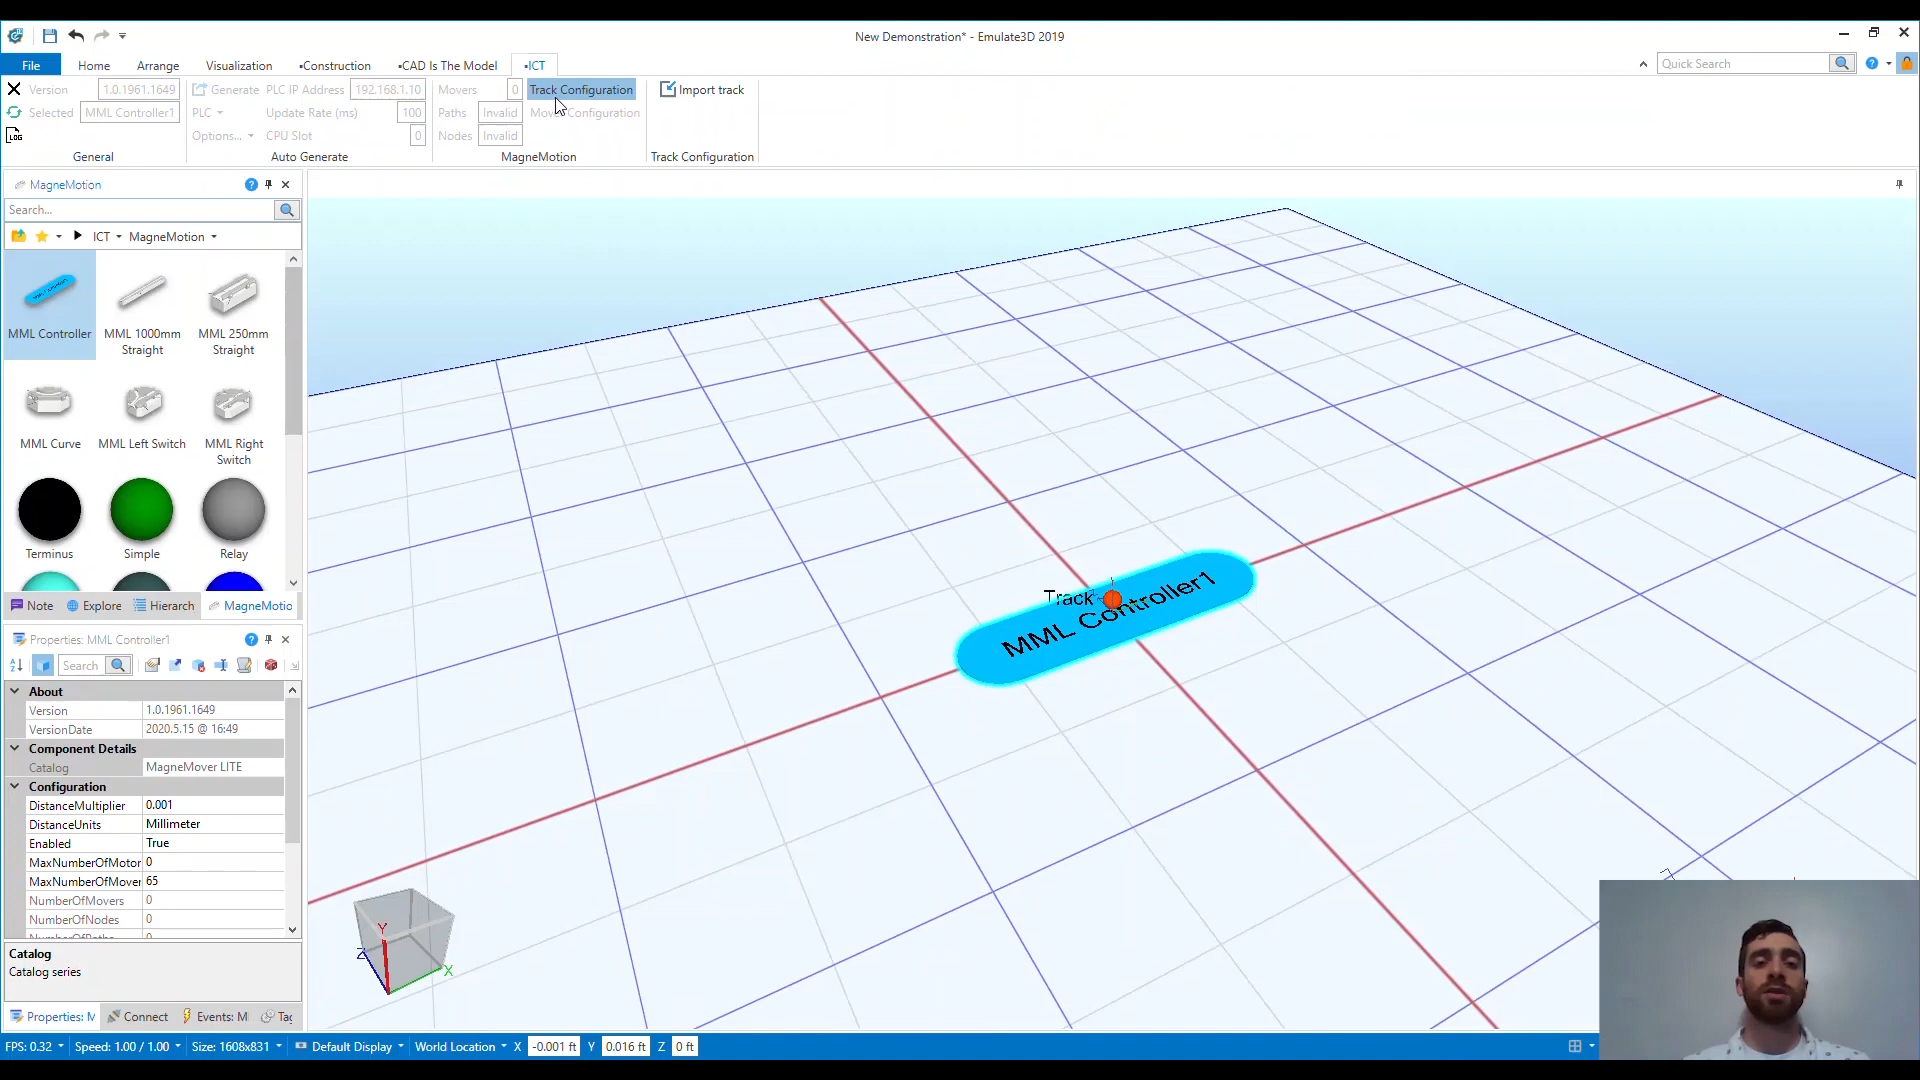 New Demonstration* - Emulate3D 2019
File Home Arrange Visualization •Construction •CAD Is The Model •ICT
Quick Search
Version 1.0.1961.1649 Generate PLC IP Address 192.168.1.10 Movers 0 Track Configuration Import track
Selected MML Controller1 PLC Update Rate (ms) 100 Paths Invalid Configuration
LOG Options... CPU Slot 0 Nodes Invalid
General Auto Generate MagneMotion Track Configuration
MagneMotion
Search...
ICT MagneMotion
MML Controller MML 1000mm Straight MML 250mm Straight
MML Curve MML Left Switch MML Right Switch
Terminus Simple Relay
Note Explore Hierarch MagneMotio
Properties: MML Controller1
Search
About
Version 1.0.1961.1649
VersionDate 2020.5.15 @ 16:49
Component Details
Catalog MagneMover LITE
Configuration
DistanceMultiplier 0.001
DistanceUnits Millimeter
Enabled True
MaxNumberOfMotor 0
MaxNumberOfMover 65
NumberOfMovers 0
NumberOfNodes 0
Catalog
Catalog series
Properties: M Connect Events: M Tag
Track
MML Controller1
Y
Z
X
FPS: 0.32 Speed: 1.00 / 1.00 Size: 1608x831 Default Display World Location X -0.001 ft Y 0.016 ft Z 0 ft